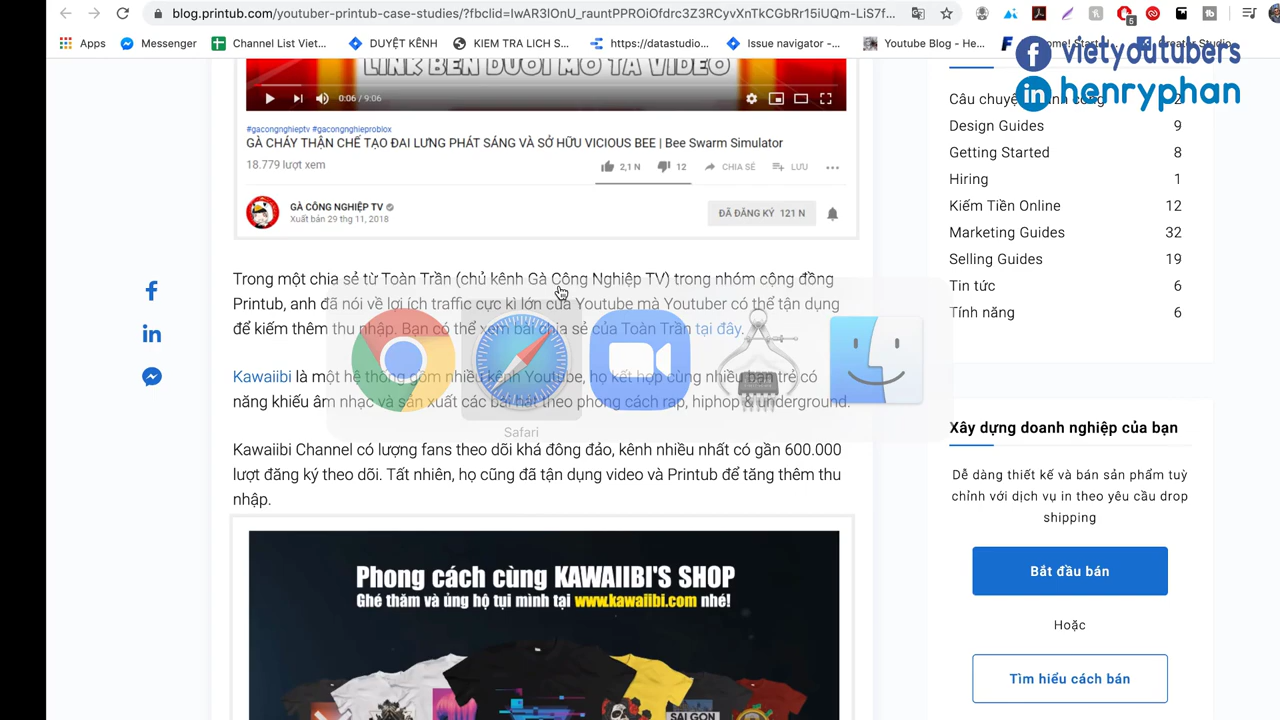 blog.printub.com/youtuber-printub-case-studies/?fbclid=IwAR3lOnU_rauntPPROiOfdrc3Z3RCyvXnTkCGbRr15iUQm-LiS7f...
Apps
Messenger
Channel List Viet...
DUYỆT KÊNH
KIEM TRA LICH S...
https://datastudio...
Issue navigator -...
Youtube Blog - He...
vietyoutubers
henryphan
LINK BÊN DƯỚI MÔ TẢ VIDEO
0:06 / 9:06
#gacongnghieptv #gacongnghieproblox
GÀ CHÁY THẬN CHẾ TẠO ĐAI LƯNG PHÁT SÁNG VÀ SỞ HỮU VICIOUS BEE | Bee Swarm Simulator
18.779 lượt xem
2,1 N
12
CHIA SẺ
LƯU
GÀ CÔNG NGHIỆP TV
Xuất bản 29 thg 11, 2018
ĐÃ ĐĂNG KÝ 121 N
Trong một chia sẻ từ Toàn Trần (chủ kênh Gà Công Nghiệp TV) trong nhóm cộng đồng
Printub, anh đã nói về lợi ích traffic cực kì lớn của Youtube mà Youtuber có thể tận dụng
để kiếm thêm thu nhập. Bạn có thể xem bài chia sẻ của Toàn Trần tại đây.
Kawaiibi là một hệ thống gồm nhiều kênh Youtube, họ kết hợp cùng nhiều bạn trẻ có
năng khiếu âm nhạc và sản xuất các bài hát theo phong cách rap, hiphop & underground.
Safari
Kawaiibi Channel có lượng fans theo dõi khá đông đảo, kênh nhiều nhất có gần 600.000
lượt đăng ký theo dõi. Tất nhiên, họ cũng đã tận dụng video và Printub để tăng thêm thu
nhập.
Phong cách cùng KAWAIIBI'S SHOP
Ghé thăm và ủng hộ tụi mình tại www.kawaiibi.com nhé!
SAIGON
Câu chuyện thành công 2
Design Guides 9
Getting Started 8
Hiring 1
Kiếm Tiền Online 12
Marketing Guides 32
Selling Guides 19
Tin tức 6
Tính năng 6
Xây dựng doanh nghiệp của bạn
Dễ dàng thiết kế và bán sản phẩm tuỳ
chỉnh với dịch vụ in theo yêu cầu drop
shipping
Bắt đầu bán
Hoặc
Tìm hiểu cách bán